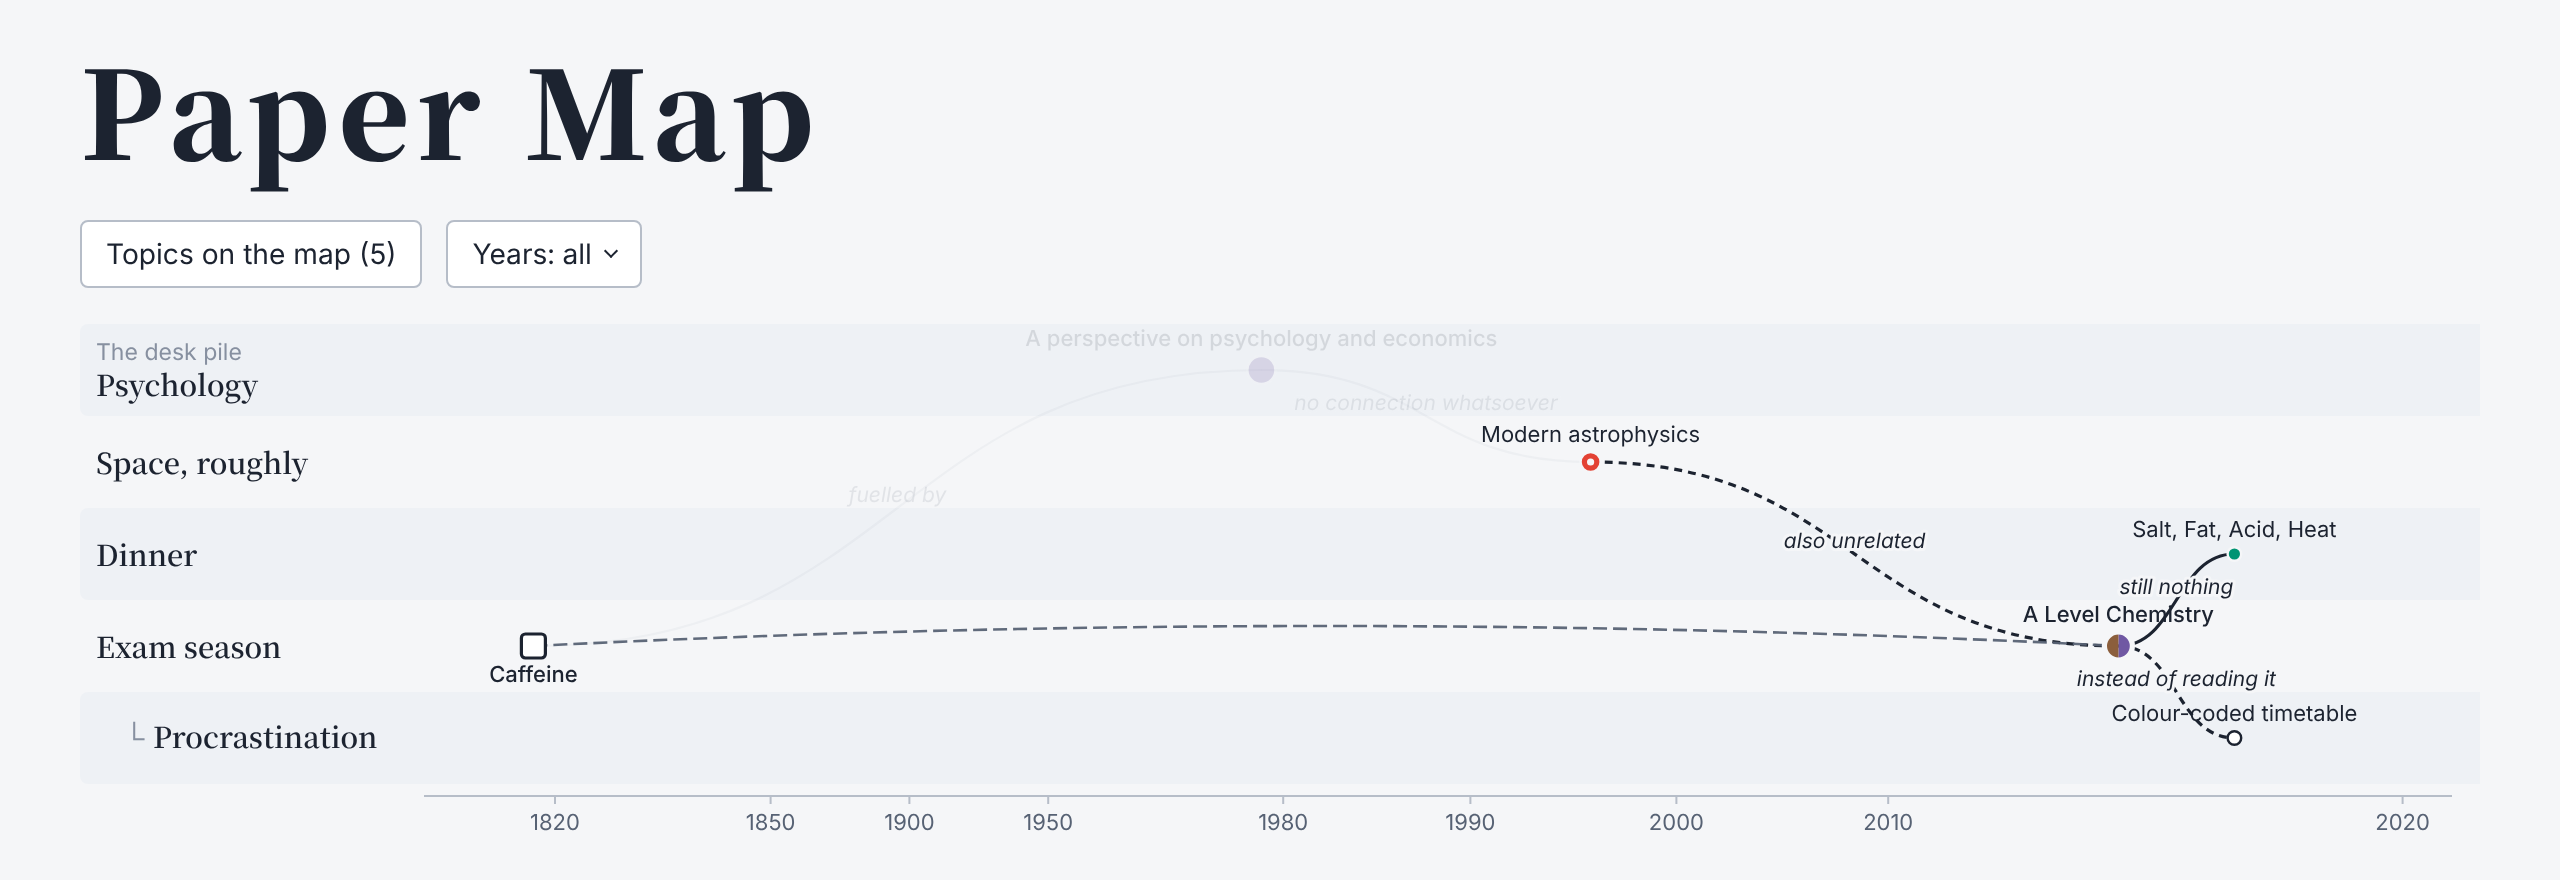 Paper Map
Topics on the map (5)
Years: all
The desk pile
Psychology
A perspective on psychology and economics
no connection whatsoever
Space, roughly
Modern astrophysics
fuelled by
Dinner
also unrelated
Salt, Fat, Acid, Heat
still nothing
Exam season
A Level Chemistry
Caffeine
instead of reading it
Procrastination
Colour-coded timetable
1820 1850 1900 1950 1980 1990 2000 2010 2020